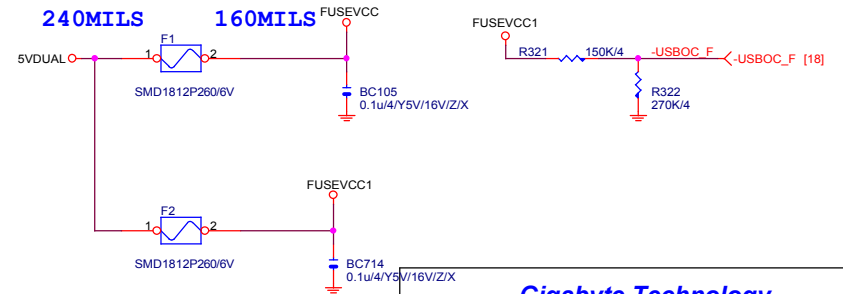 240MILS 160MILS
FUSEVCC
F1
5VDUAL 1 2
SMD1812P260/6V
BC105
0.1u/4/Y5V/16V/Z/X
FUSEVCC1
R321 150K/4 -USBOC_F -USBOC_F [18]
R322
270K/4
FUSEVCC1
F2
1 2
SMD1812P260/6V
BC714
0.1u/4/Y5V/16V/Z/X
Gigabyte Technology